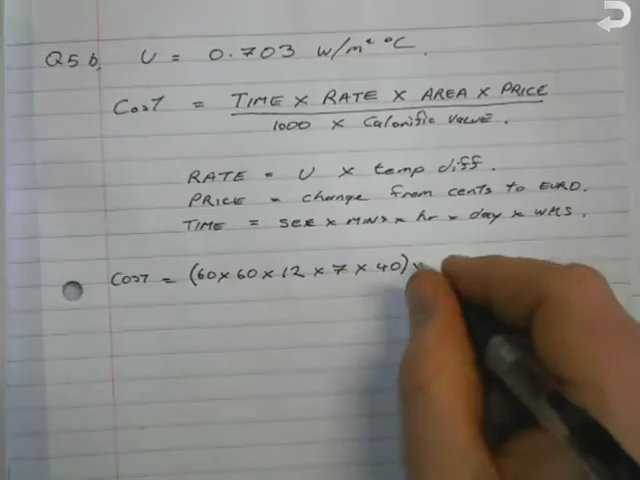 Q5 b, U = 0.703 W/m² °C.
Cost = TIME × RATE × AREA × PRICE
1000 × Calorific VALUE.
RATE = U × temp diff.
PRICE = change from cents to EURO.
TIME = sec × MINS × hr × day × WKS.
COST = (60 × 60 × 12 × 7 × 40) ×